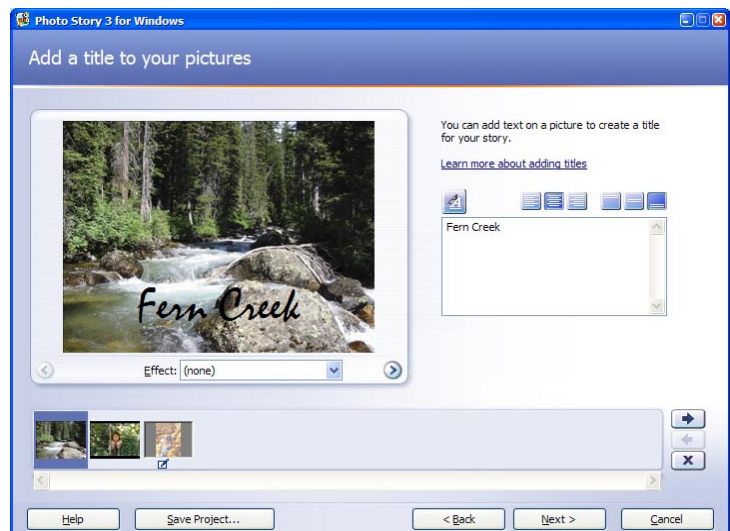 Photo Story 3 for Windows
Add a title to your pictures
You can add text on a picture to create a title
for your story.
Learn more about adding titles
Fern Creek
Fern Creek
Effect: (none)
Help
Save Project...
< Back
Next >
Cancel